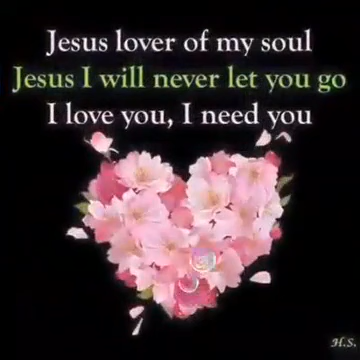 Jesus lover of my soul
Jesus I will never let you go
I love you, I need you
H.S.